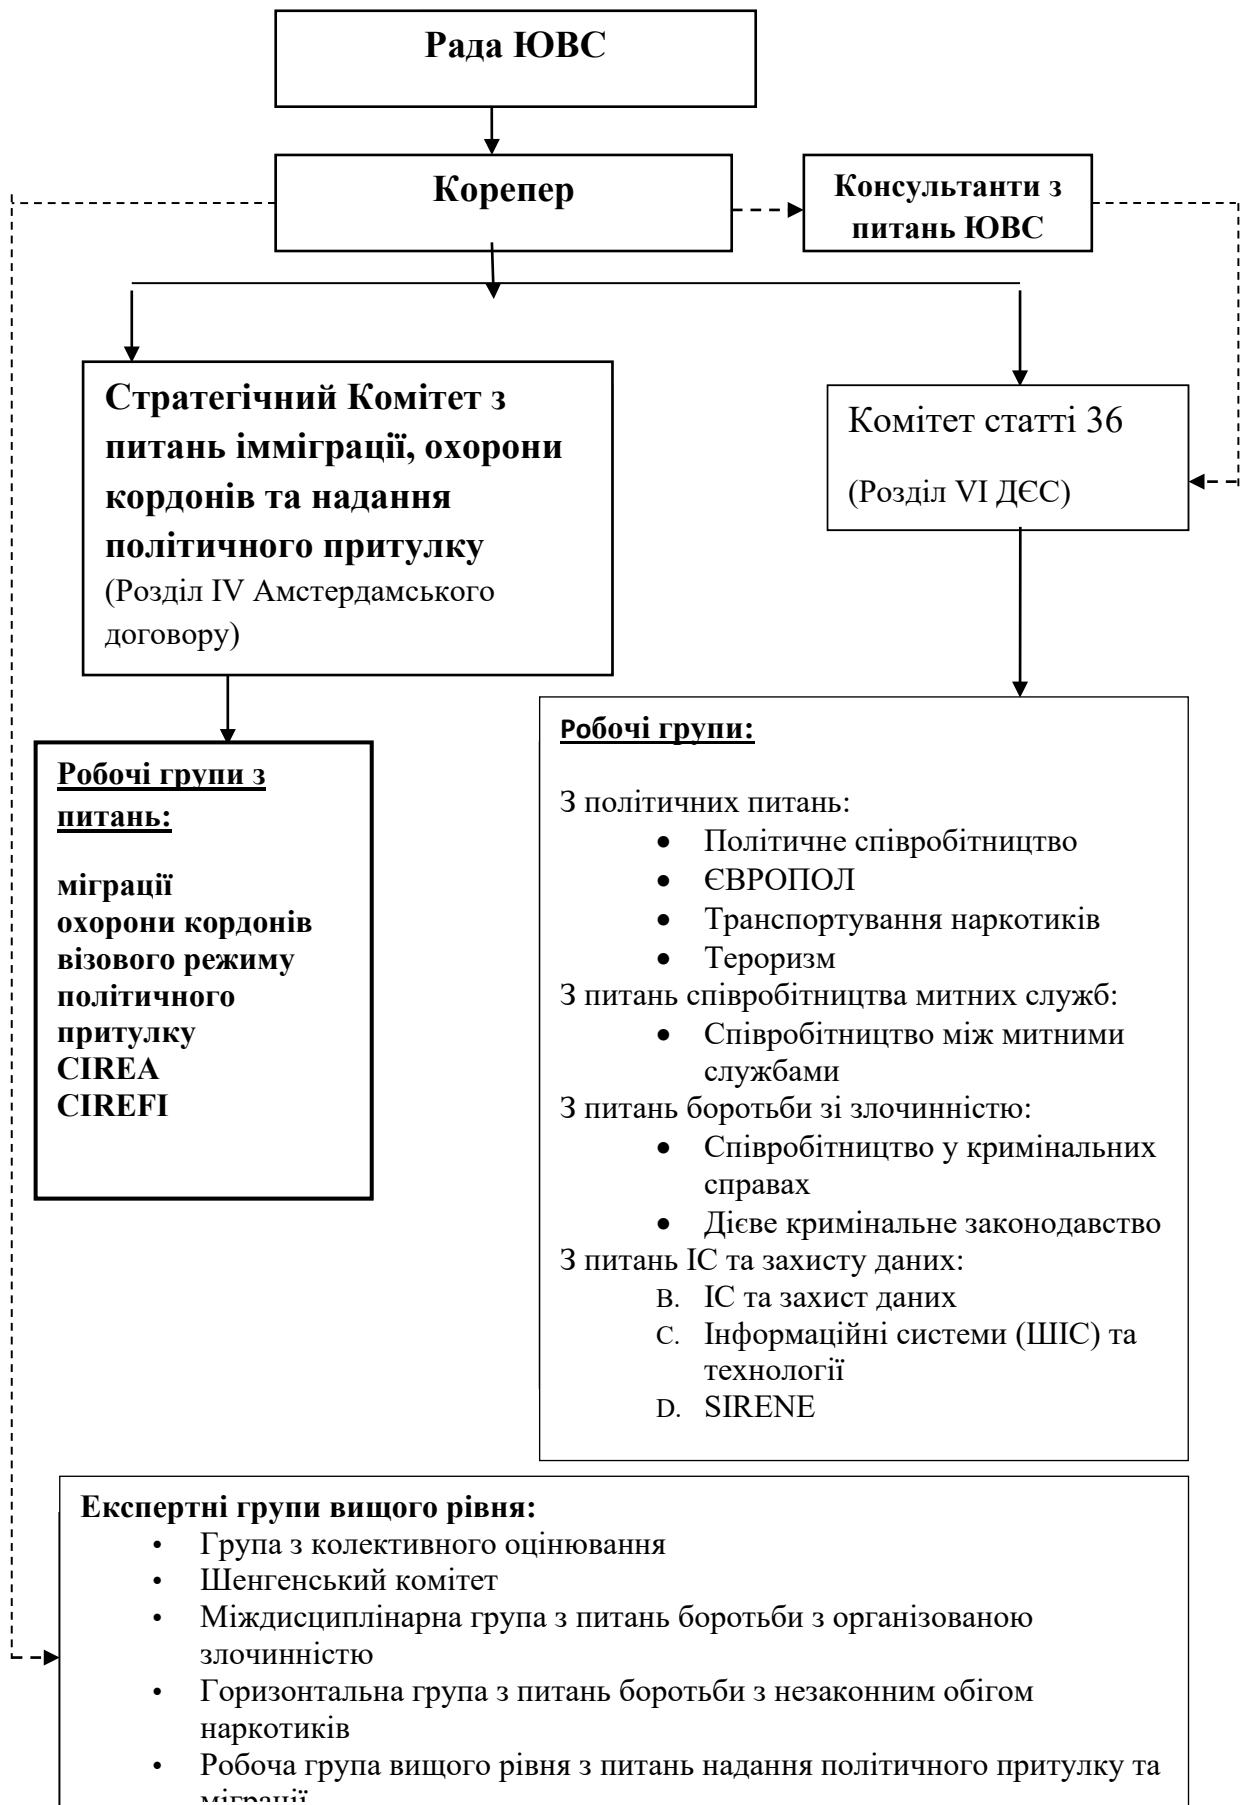 Рада ЮВС
Корепер
Консультанти з
питань ЮВС
Стратегічний Комітет з
питань імміграції, охорони
кордонів та надання
політичного притулку
(Розділ IV Амстердамського
договору)
Комітет статті 36
(Розділ VI ДЄС)
Робочі групи з
питань:
міграції
охорони кордонів
візового режиму
політичного
притулку
CIREA
CIREFI
Робочі групи:
З політичних питань:
• Політичне співробітництво
• ЄВРОПОЛ
• Транспортування наркотиків
• Тероризм
З питань співробітництва митних служб:
• Співробітництво між митними
службами
З питань боротьби зі злочинністю:
• Співробітництво у кримінальних
справах
• Дієве кримінальне законодавство
З питань ІС та захисту даних:
B. ІС та захист даних
C. Інформаційні системи (ШІС) та
технології
D. SIRENE
Експертні групи вищого рівня:
• Група з колективного оцінювання
• Шенгенський комітет
• Міждисциплінарна група з питань боротьби з організованою
злочинністю
• Горизонтальна група з питань боротьби з незаконним обігом
наркотиків
• Робоча група вищого рівня з питань надання політичного притулку та
міграції